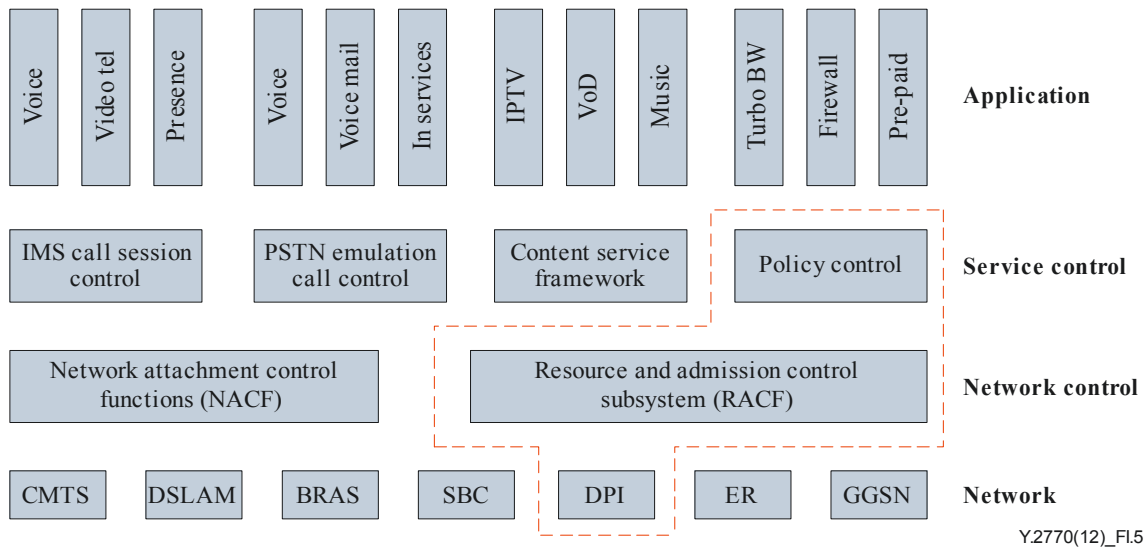 Voice
Video tel
Presence
Voice
Voice mail
In services
IPTV
VoD
Music
Turbo BW
Firewall
Pre-paid
Application
IMS call session
control
PSTN emulation
call control
Content service
framework
Policy control
Service control
Network attachment control
functions (NACF)
Resource and admission control
subsystem (RACF)
Network control
CMTS
DSLAM
BRAS
SBC
DPI
ER
GGSN
Network
Y.2770(12)_FI.5